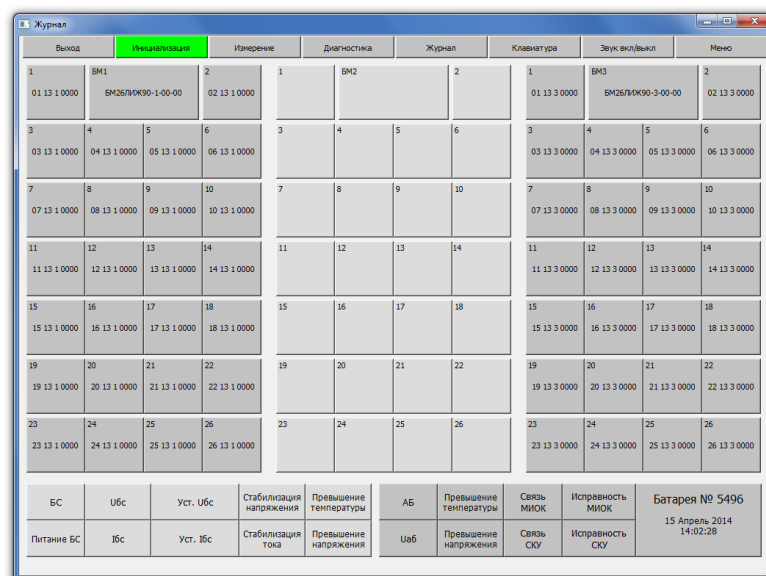 Журнал
Выход Инициализация Измерение Диагностика Журнал Клавиатура Звук вкл/выкл Меню
1 БМ1 2 1 БМ2 2 1 БМ3 2
01 13 1 0000 БМ26ЛИЖ90-1-00-00 02 13 1 0000 01 13 3 0000 БМ26ЛИЖ90-3-00-00 02 13 3 0000
3 4 5 6 3 4 5 6 3 4 5 6
03 13 1 0000 04 13 1 0000 05 13 1 0000 06 13 1 0000 03 13 3 0000 04 13 3 0000 05 13 3 0000 06 13 3 0000
7 8 9 10 7 8 9 10 7 8 9 10
07 13 1 0000 08 13 1 0000 09 13 1 0000 10 13 1 0000 07 13 3 0000 08 13 3 0000 09 13 3 0000 10 13 3 0000
11 12 13 14 11 12 13 14 11 12 13 14
11 13 1 0000 12 13 1 0000 13 13 1 0000 14 13 1 0000 11 13 3 0000 12 13 3 0000 13 13 3 0000 14 13 3 0000
15 16 17 18 15 16 17 18 15 16 17 18
15 13 1 0000 16 13 1 0000 17 13 1 0000 18 13 1 0000 15 13 3 0000 16 13 3 0000 17 13 3 0000 18 13 3 0000
19 20 21 22 19 20 21 22 19 20 21 22
19 13 1 0000 20 13 1 0000 21 13 1 0000 22 13 1 0000 19 13 3 0000 20 13 3 0000 21 13 3 0000 22 13 3 0000
23 24 25 26 23 24 25 26 23 24 25 26
23 13 1 0000 24 13 1 0000 25 13 1 0000 26 13 1 0000 23 13 3 0000 24 13 3 0000 25 13 3 0000 26 13 3 0000
БС Uбс Уст. Uбс Стабилизация напряжения Превышение температуры АБ Превышение температуры Связь МИОК Исправность МИОК Батарея № 5496
Питание БС Iбс Уст. Iбс Стабилизация тока Превышение напряжения Uаб Превышение напряжения Связь СКУ Исправность СКУ 15 Апрель 2014
14:02:28